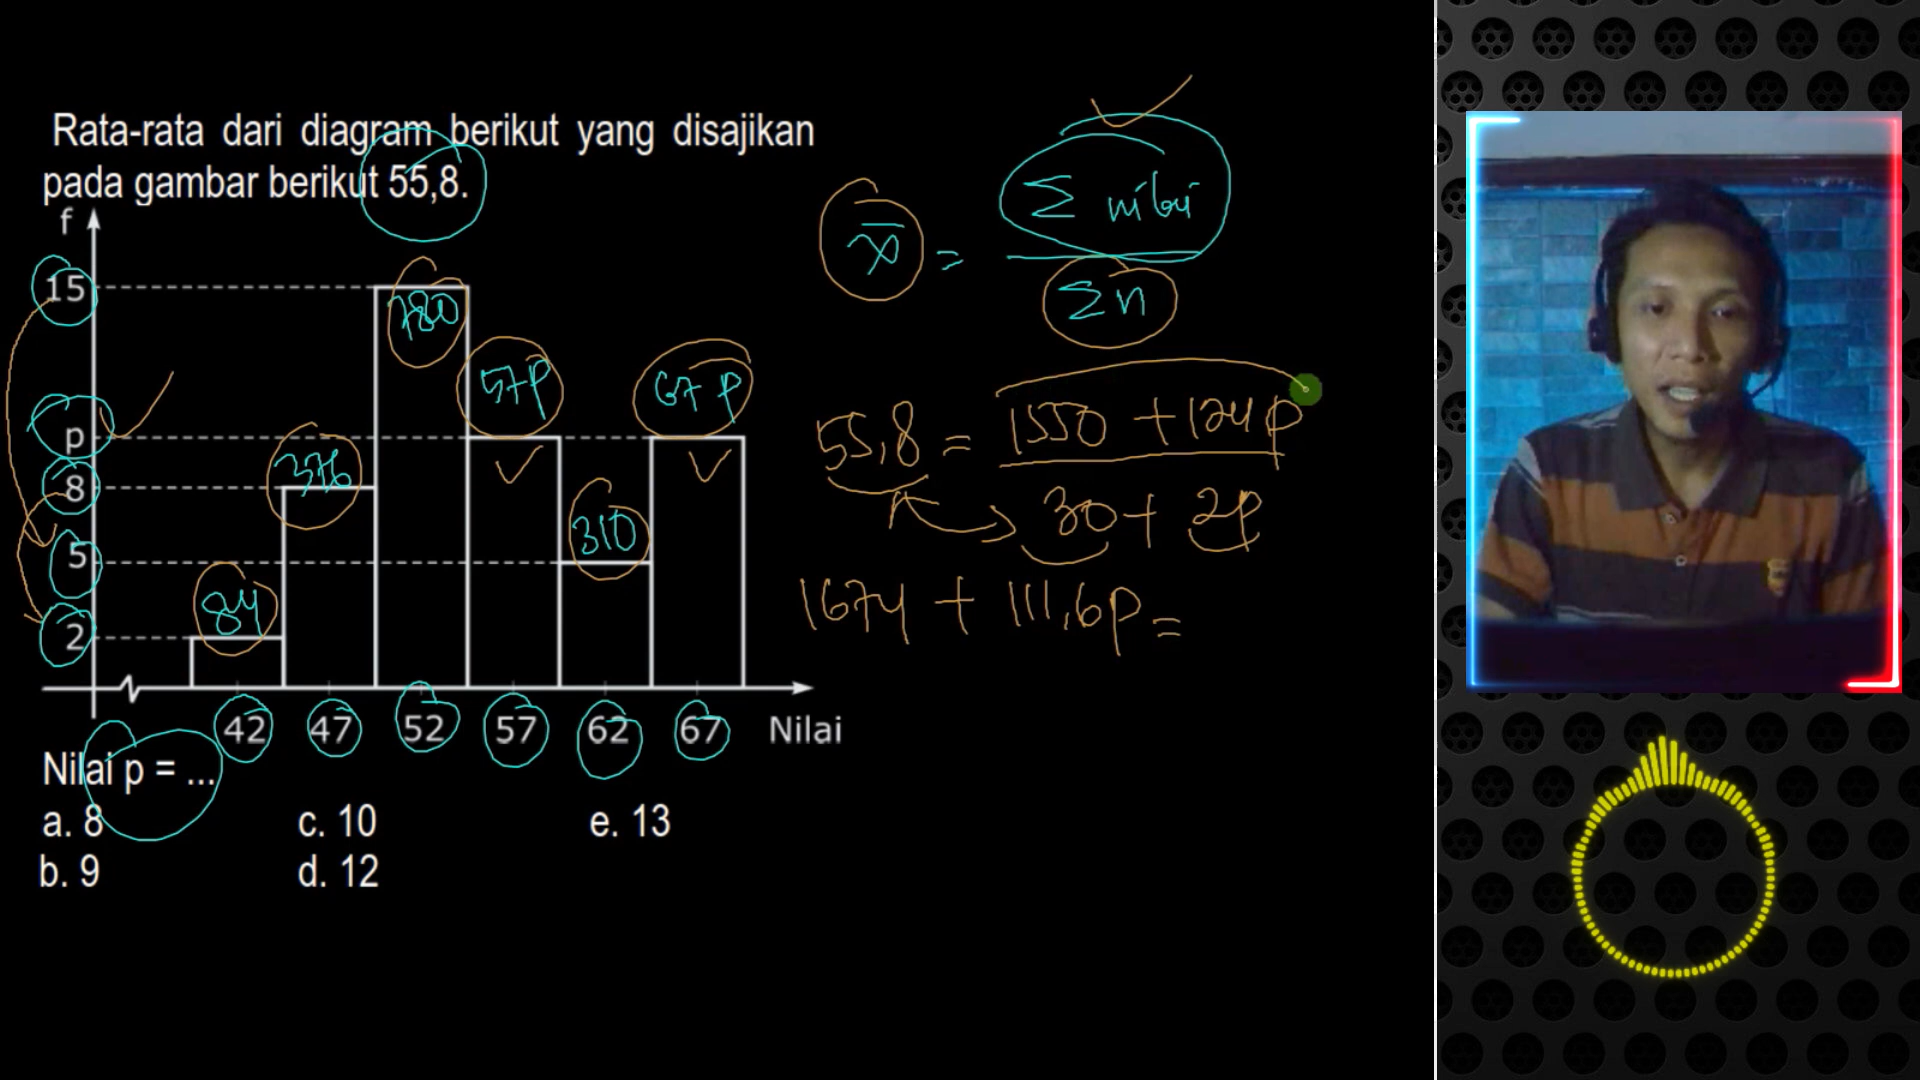 Rata-rata dari diagram berikut yang disajikan
pada gambar berikut 55,8.
f
15
p
8
5
2
84
376
780
57p
310
67p
42 47 52 57 62 67 Nilai
Nilai p = ...
a. 8 c. 10 e. 13
b. 9 d. 12
x̄ = Σ nilai
Σn
55,8 = 1550 + 124p
30 + 2p
1674 + 111,6p =